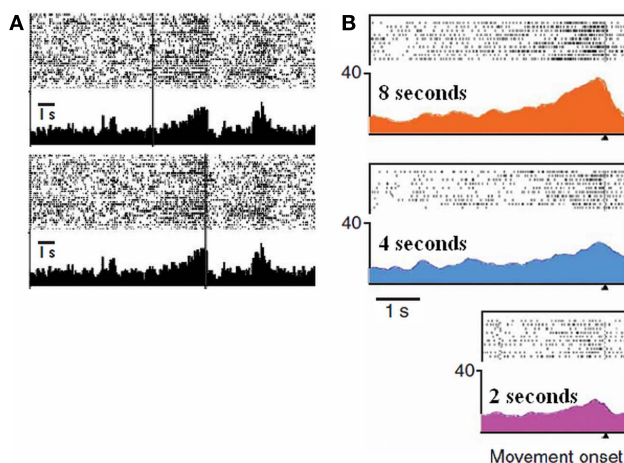 A
1 s
1 s
B
40
8 seconds
40
4 seconds
1 s
40
2 seconds
Movement onset